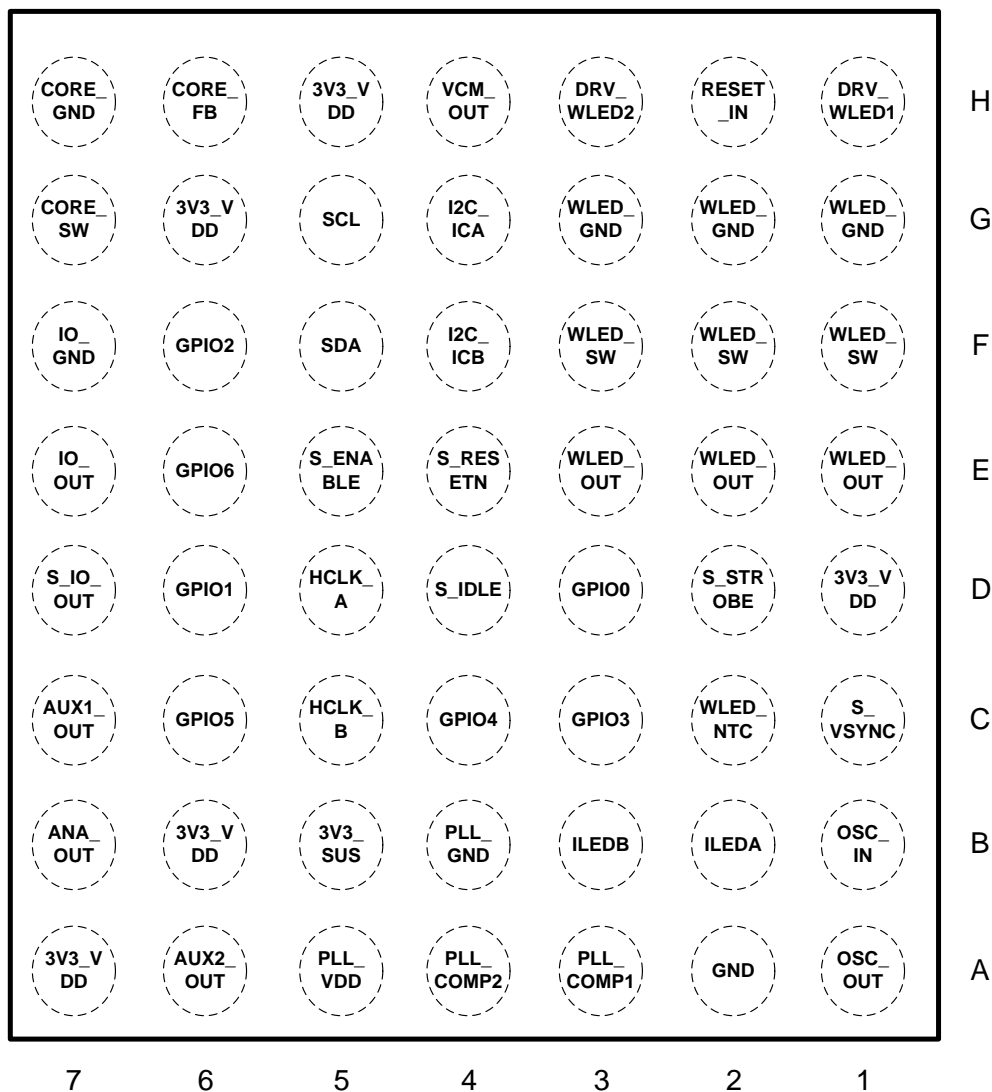 CORE_ CORE_ 3V3_V VCM_ DRV_ RESET DRV_
GND FB DD OUT WLED2 _IN WLED1 H
CORE_ 3V3_V SCL I2C_ WLED_ WLED_ WLED_
SW DD ICA GND GND GND G
IO_ GPIO2 SDA I2C_ WLED_ WLED_ WLED_
GND ICB SW SW SW F
IO_ GPIO6 S_ENA S_RES WLED_ WLED_ WLED_
OUT BLE ETN OUT OUT OUT E
S_IO_ GPIO1 HCLK_ S_IDLE GPIO0 S_STR 3V3_V
OUT A OBE DD D
AUX1_ GPIO5 HCLK_ GPIO4 GPIO3 WLED_ S_
OUT B NTC VSYNC C
ANA_ 3V3_V 3V3_ PLL_ ILEDB ILEDA OSC_
OUT DD SUS GND IN B
3V3_V AUX2_ PLL_ PLL_ PLL_ GND OSC_
DD OUT VDD COMP2 COMP1 OUT A
7 6 5 4 3 2 1